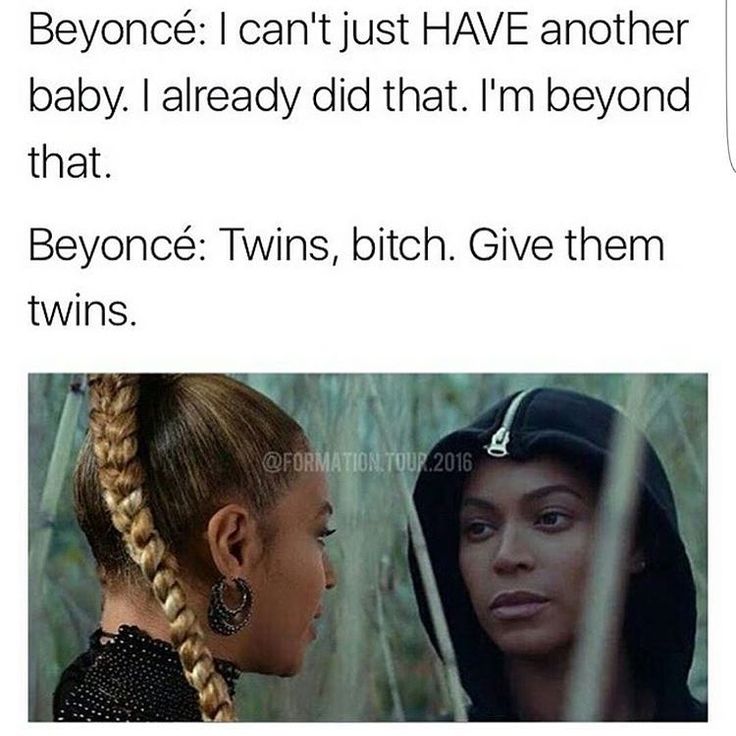 Beyoncé: I can't just HAVE another
baby. I already did that. I'm beyond
that.
Beyoncé: Twins, bitch. Give them
twins.
@FORMATION.TOUR.2016